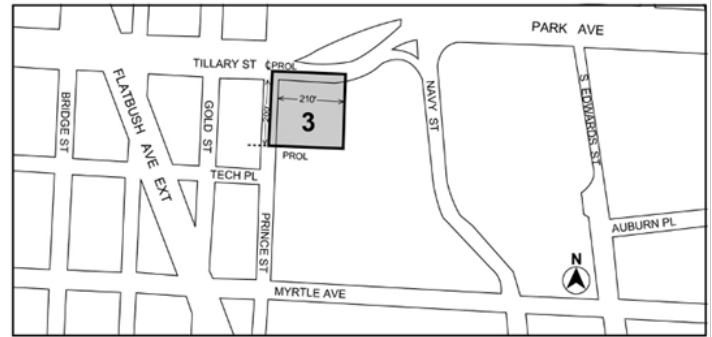 PARK AVE
TILLARY ST
℄PROL
210'
200'
3
PROL
BRIDGE ST
FLATBUSH AVE EXT
GOLD ST
TECH PL
PRINCE ST
NAVY ST
S EDWARDS ST
AUBURN PL
N
MYRTLE AVE